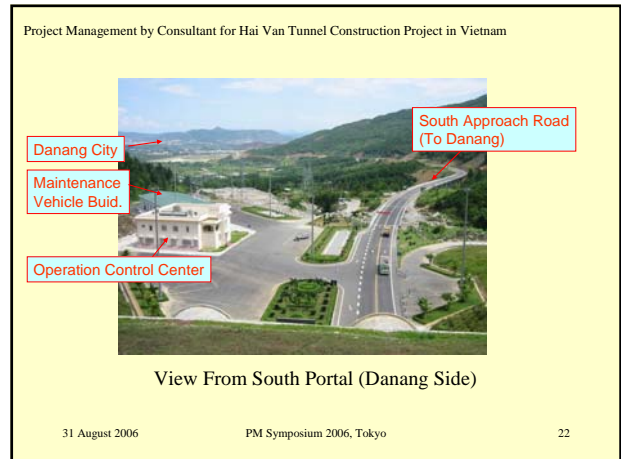 Project Management by Consultant for Hai Van Tunnel Construction Project in Vietnam
South Approach Road
(To Danang)
Danang City
Maintenance
Vehicle Buid.
Operation Control Center
View From South Portal (Danang Side)
31 August 2006
PM Symposium 2006, Tokyo
22